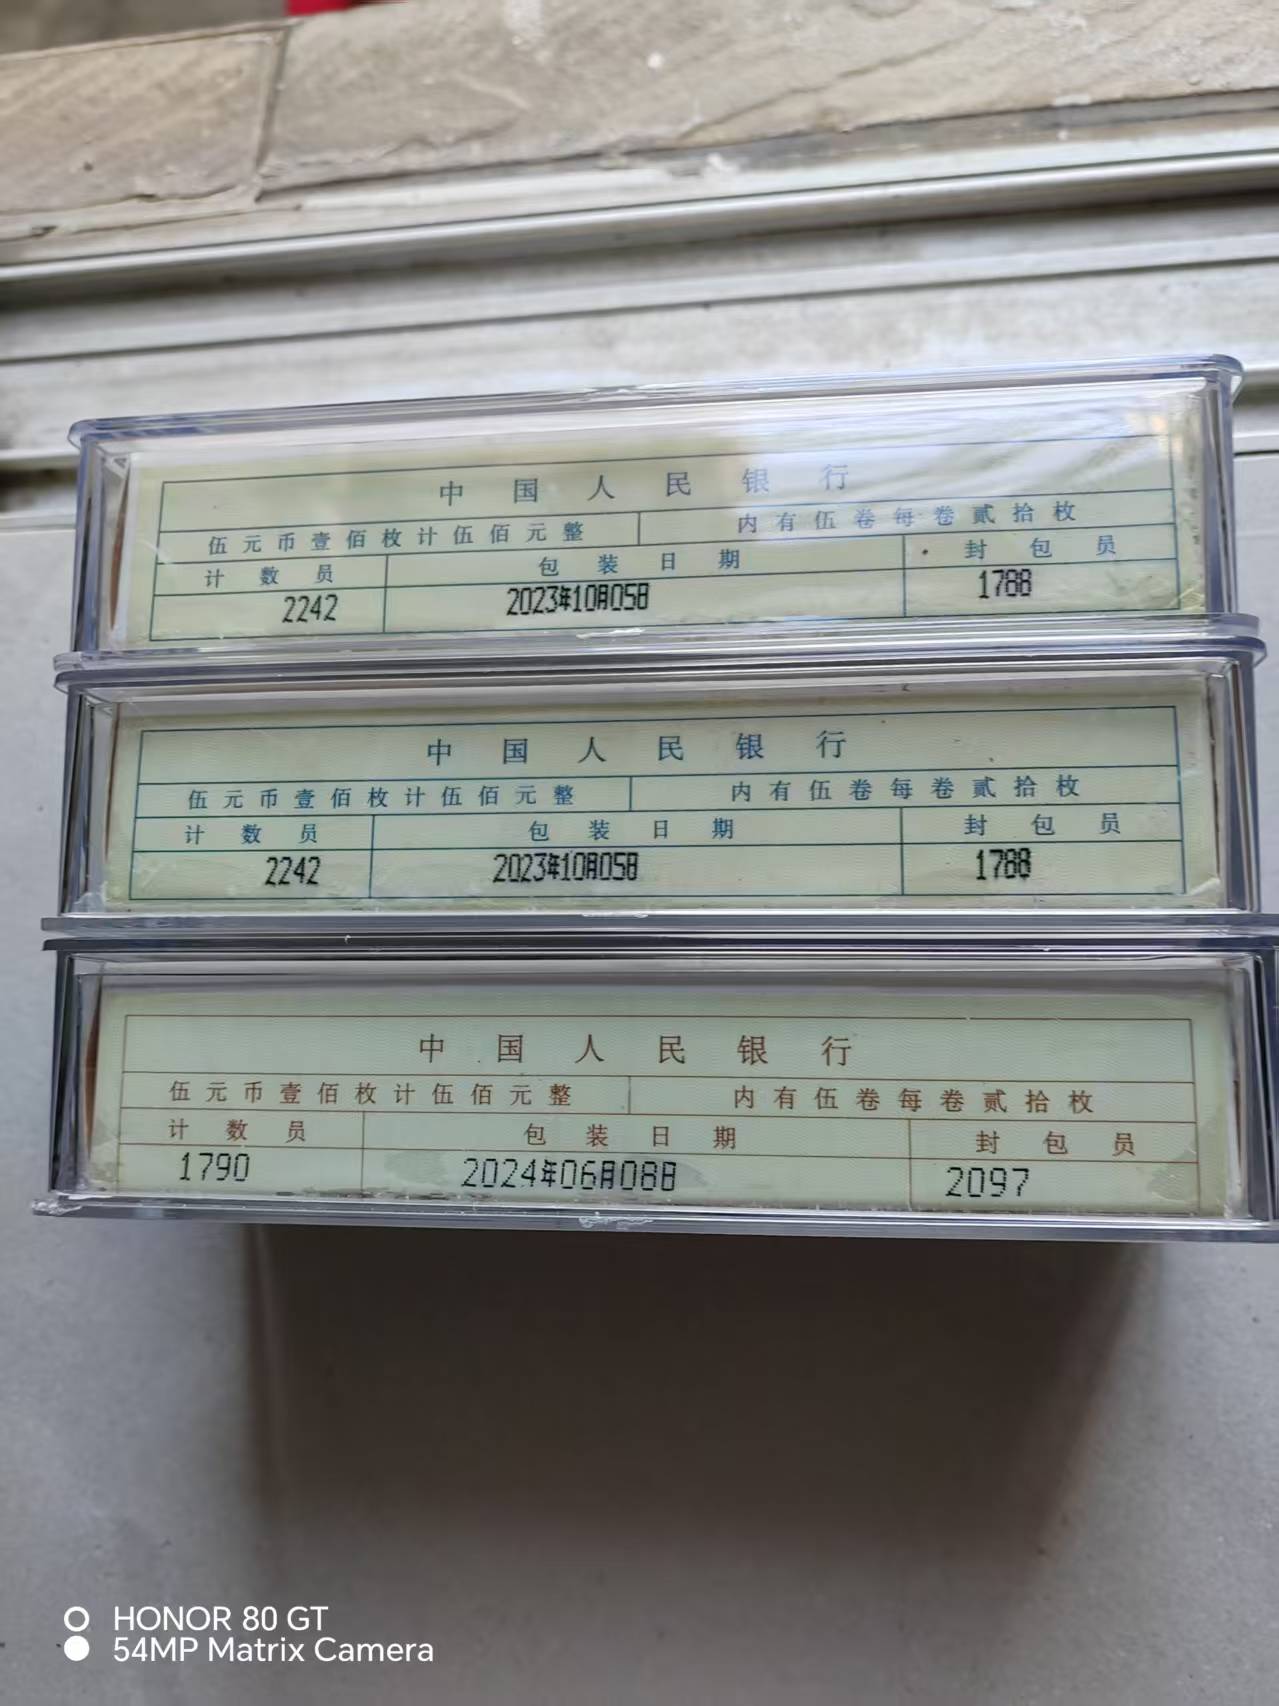 中国人民银行
伍元币壹佰枚计伍佰元整 内有伍卷每卷贰拾枚
计数员 包装日期 封包员
2242 2023年10月05日 1788
中国人民银行
伍元币壹佰枚计伍佰元整 内有伍卷每卷贰拾枚
计数员 包装日期 封包员
2242 2023年10月05日 1788
中国人民银行
伍元币壹佰枚计伍佰元整 内有伍卷每卷贰拾枚
计数员 包装日期 封包员
1790 2024年06月08日 2097
HONOR 80 GT
54MP Matrix Camera